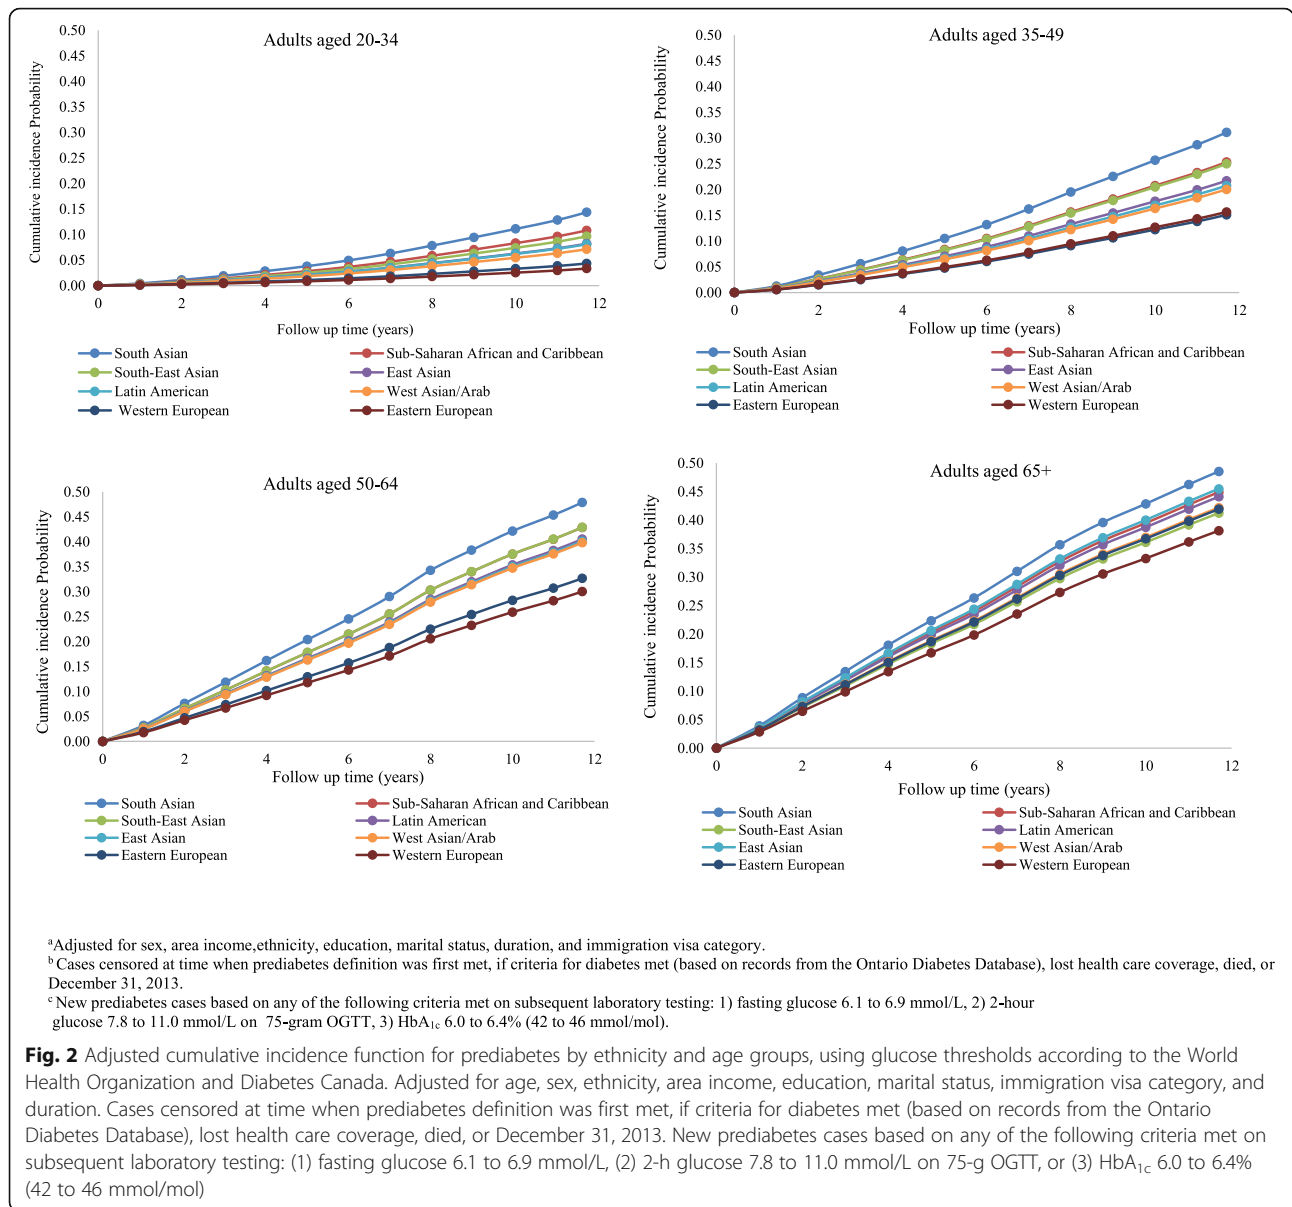 Adults aged 20-34
Cumulative incidence Probability
0.50
0.45
0.40
0.35
0.30
0.25
0.20
0.15
0.10
0.05
0.00
0 2 4 6 8 10 12
Follow up time (years)
South Asian Sub-Saharan African and Caribbean
South-East Asian East Asian
Latin American West Asian/Arab
Western European Eastern European
Adults aged 35-49
Cumulative incidence Probability
0.50
0.45
0.40
0.35
0.30
0.25
0.20
0.15
0.10
0.05
0.00
0 2 4 6 8 10 12
Follow up time (years)
South Asian Sub-Saharan African and Caribbean
South-East Asian East Asian
Latin American West Asian/Arab
Eastern European Western European
Adults aged 50-64
Cumulative incidence Probability
0.50
0.45
0.40
0.35
0.30
0.25
0.20
0.15
0.10
0.05
0.00
0 2 4 6 8 10 12
Follow up time (years)
South Asian Sub-Saharan African and Caribbean
South-East Asian Latin American
East Asian West Asian/Arab
Eastern European Western European
Adults aged 65+
Cumulative incidence Probability
0.50
0.45
0.40
0.35
0.30
0.25
0.20
0.15
0.10
0.05
0.00
0 2 4 6 8 10 12
Follow up time (years)
South Asian Sub-Saharan African and Caribbean
South-East Asian Latin American
East Asian West Asian/Arab
Eastern European Western European
aAdjusted for sex, area income,ethnicity, education, marital status, duration, and immigration visa category.
b Cases censored at time when prediabetes definition was first met, if criteria for diabetes met (based on records from the Ontario Diabetes Database), lost health care coverage, died, or
December 31, 2013.
c New prediabetes cases based on any of the following criteria met on subsequent laboratory testing: 1) fasting glucose 6.1 to 6.9 mmol/L, 2) 2-hour
glucose 7.8 to 11.0 mmol/L on 75-gram OGTT, 3) HbA1c 6.0 to 6.4% (42 to 46 mmol/mol).
Fig. 2 Adjusted cumulative incidence function for prediabetes by ethnicity and age groups, using glucose thresholds according to the World
Health Organization and Diabetes Canada. Adjusted for age, sex, ethnicity, area income, education, marital status, immigration visa category, and
duration. Cases censored at time when prediabetes definition was first met, if criteria for diabetes met (based on records from the Ontario
Diabetes Database), lost health care coverage, died, or December 31, 2013. New prediabetes cases based on any of the following criteria met on
subsequent laboratory testing: (1) fasting glucose 6.1 to 6.9 mmol/L, (2) 2-h glucose 7.8 to 11.0 mmol/L on 75-g OGTT, or (3) HbA1c 6.0 to 6.4%
(42 to 46 mmol/mol)